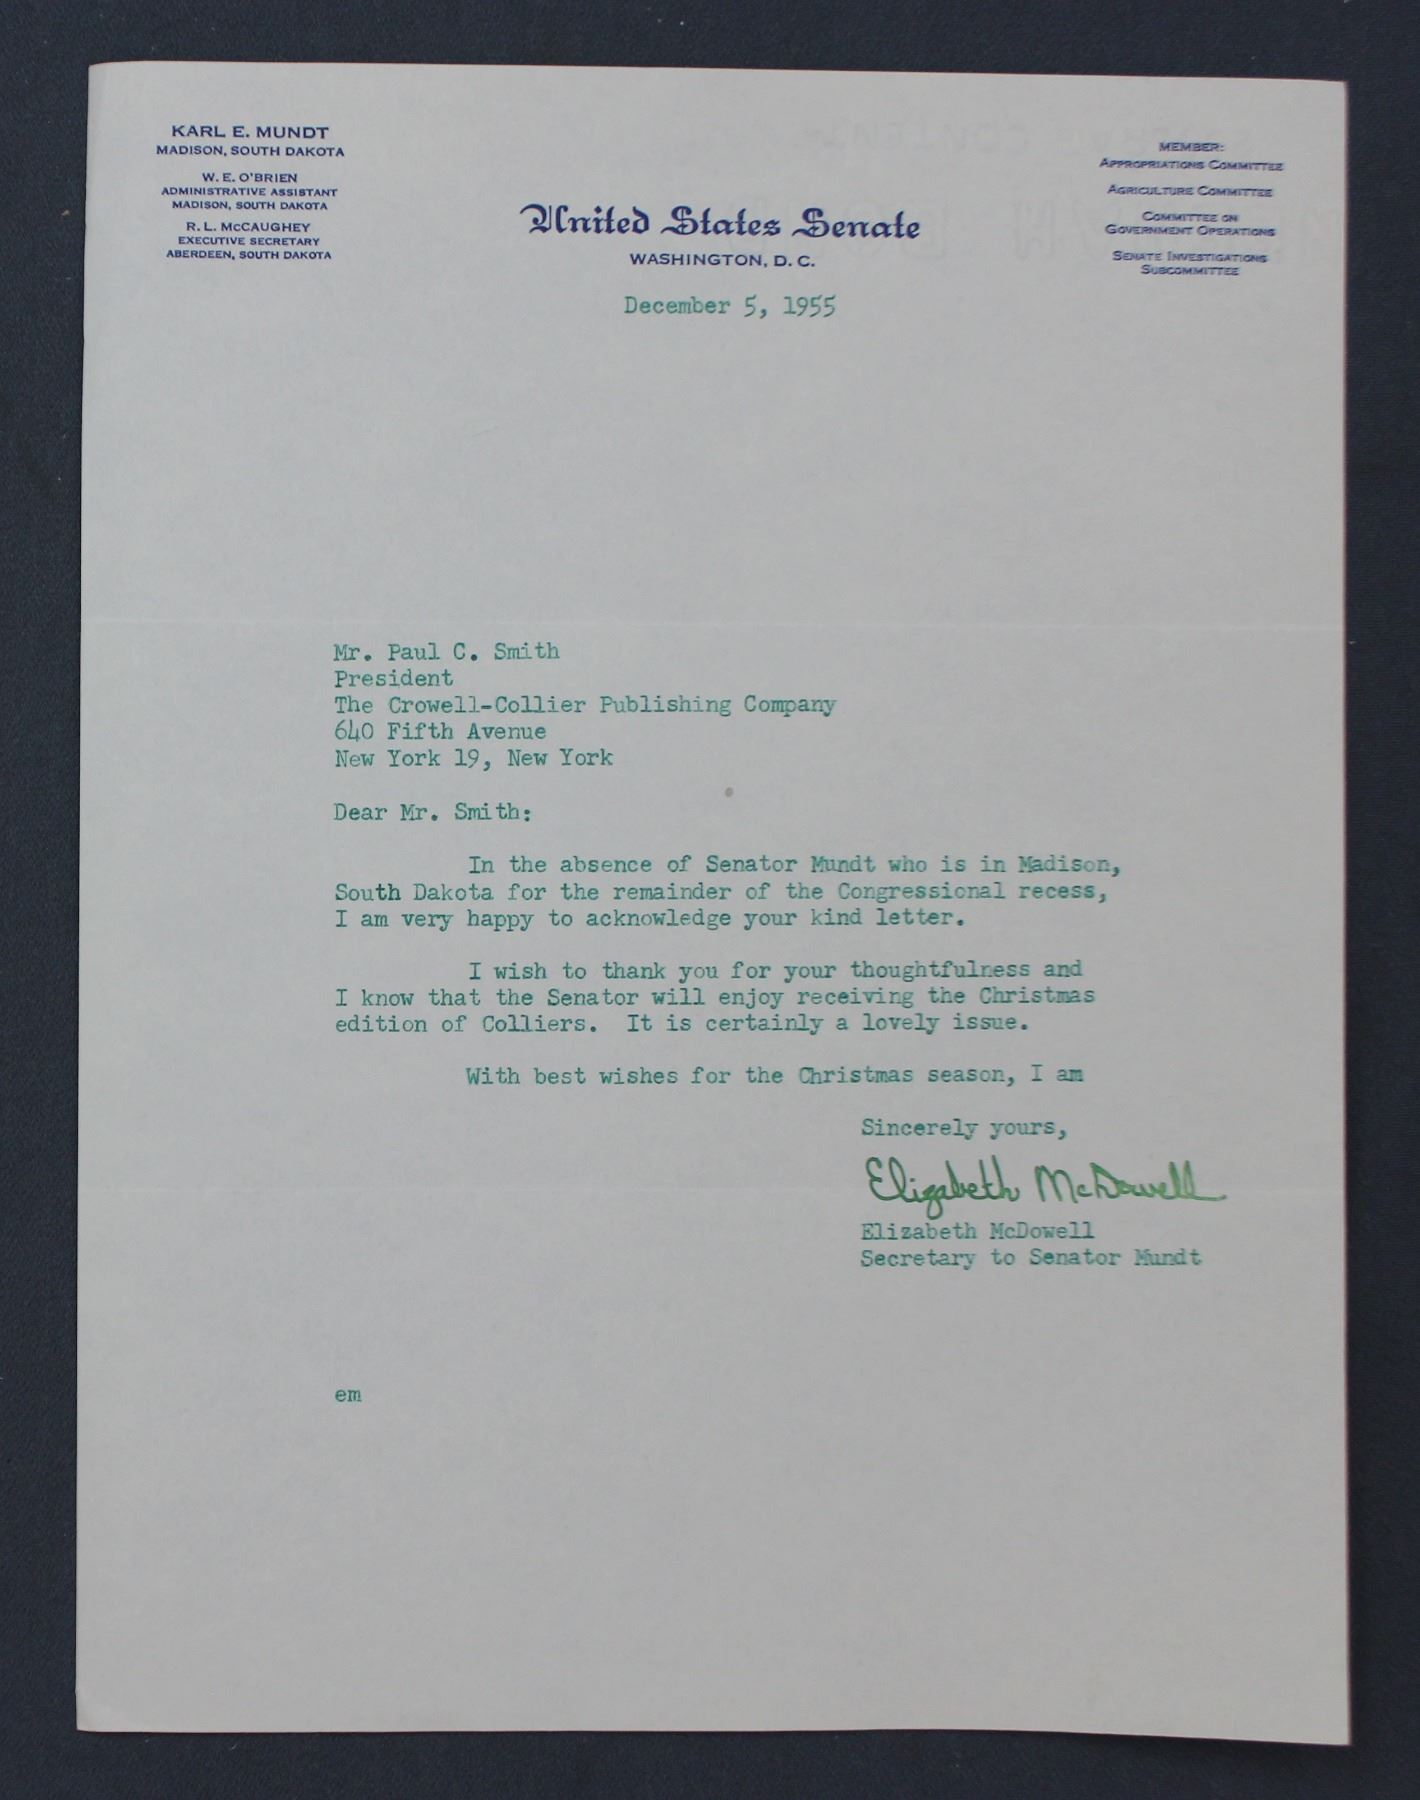 KARL E. MUNDT
MADISON, SOUTH DAKOTA
W. E. O'BRIEN
ADMINISTRATIVE ASSISTANT
MADISON, SOUTH DAKOTA
R. L. McCAUGHEY
EXECUTIVE SECRETARY
ABERDEEN, SOUTH DAKOTA
United States Senate
WASHINGTON, D. C.
MEMBER:
APPROPRIATIONS COMMITTEE
AGRICULTURE COMMITTEE
COMMITTEE ON
GOVERNMENT OPERATIONS
SENATE INVESTIGATIONS
SUBCOMMITTEE
December 5, 1955
Mr. Paul C. Smith
President
The Crowell-Collier Publishing Company
640 Fifth Avenue
New York 19, New York
Dear Mr. Smith:
In the absence of Senator Mundt who is in Madison,
South Dakota for the remainder of the Congressional recess,
I am very happy to acknowledge your kind letter.
I wish to thank you for your thoughtfulness and
I know that the Senator will enjoy receiving the Christmas
edition of Colliers. It is certainly a lovely issue.
With best wishes for the Christmas season, I am
Sincerely yours,
Elizabeth McDowell
Elizabeth McDowell
Secretary to Senator Mundt
em